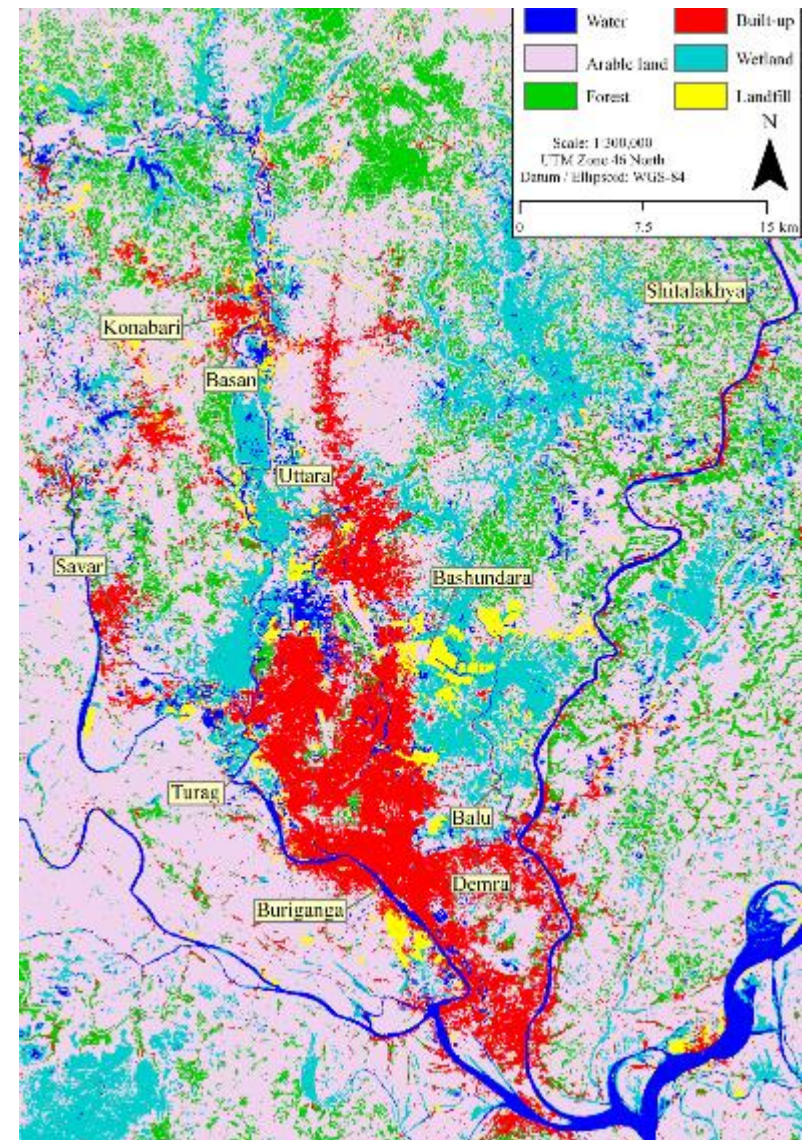 Water
Built-up
Arable land
Wetland
Forest
Landfill
N
Scale: 1:300,000
UTM Zone 46 North
Datum / Ellipsoid: WGS-84
0 7.5 15 km
Shitalakhya
Konabari
Basan
Uttara
Savar
Bashundara
Turag
Balu
Demra
Buriganga